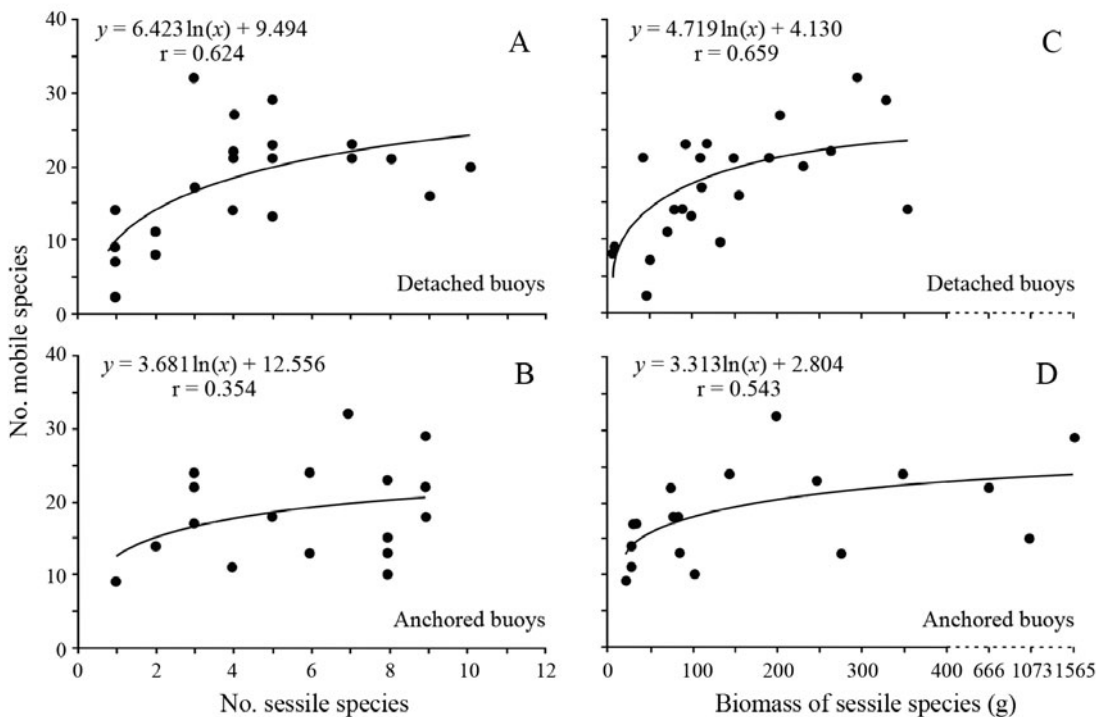 y = 6.423 ln(x) + 9.494
r = 0.624
A
40
30
20
10
0
Detached buoys
y = 4.719 ln(x) + 4.130
r = 0.659
C
Detached buoys
No. mobile species
y = 3.681 ln(x) + 12.556
r = 0.354
B
40
30
20
10
0
Anchored buoys
0 2 4 6 8 10 12
No. sessile species
y = 3.313 ln(x) + 2.804
r = 0.543
D
Anchored buoys
0 100 200 300 400 666 1073 1565
Biomass of sessile species (g)